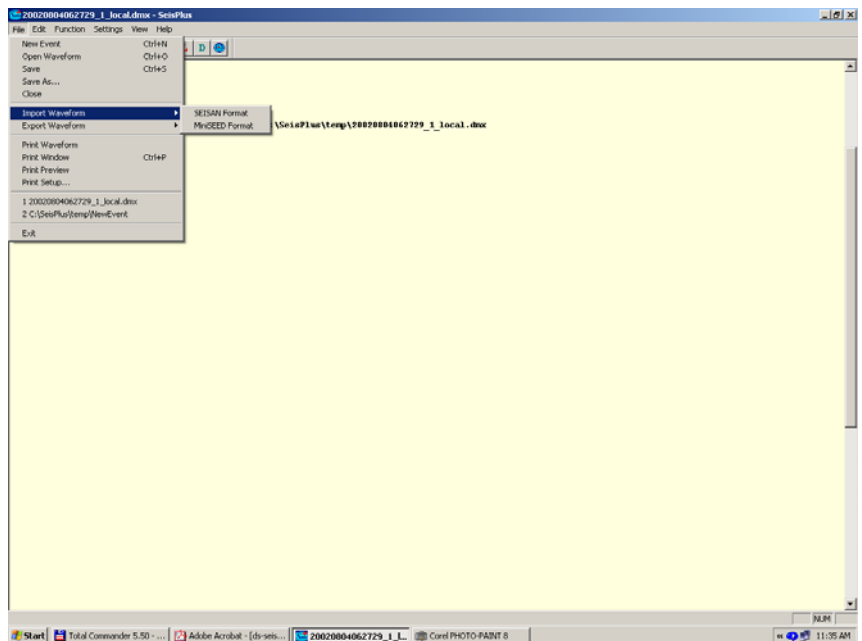 20020804062729_1_local.dmx - SeisPlus
File Edit Function Settings View Help
New Event Ctrl+N
Open Waveform Ctrl+O
Save Ctrl+S
Save As...
Close
Import Waveform
Export Waveform
SEISAN Format
MiniSEED Format
\SeisPlus\temp\20020804062729_1_local.dmx
Print Waveform
Print Window Ctrl+P
Print Preview
Print Setup...
1 20020804062729_1_local.dmx
2 C:\SeisPlus\temp\NewEvent
Exit
D
NUM
Start Total Commander 5.50 - ... Adobe Acrobat - [ds-seis... 20020804062729_1_l... Corel PHOTO-PAINT 8 « 11:35 AM